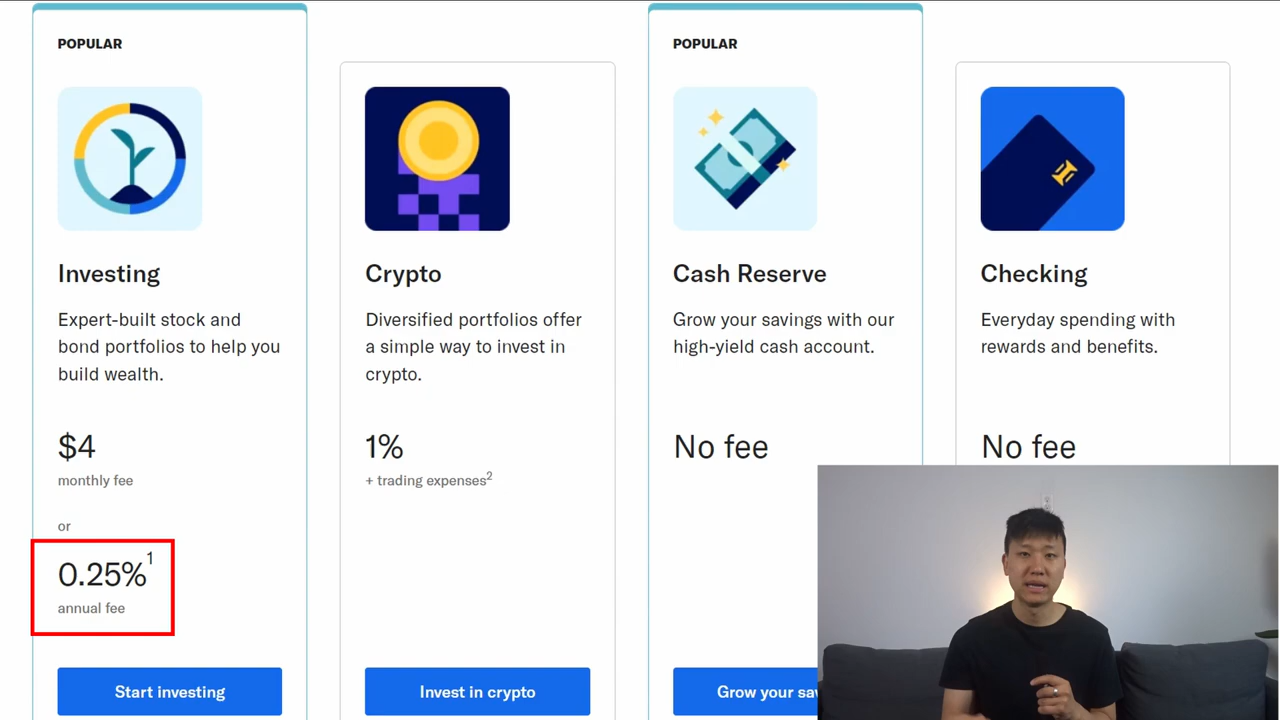 POPULAR
Investing
Expert-built stock and
bond portfolios to help you
build wealth.
$4
monthly fee
or
0.25%1
annual fee
Start investing
Crypto
Diversified portfolios offer
a simple way to invest in
crypto.
1%
+ trading expenses2
Invest in crypto
POPULAR
Cash Reserve
Grow your savings with our
high-yield cash account.
No fee
Grow your sav
Checking
Everyday spending with
rewards and benefits.
No fee